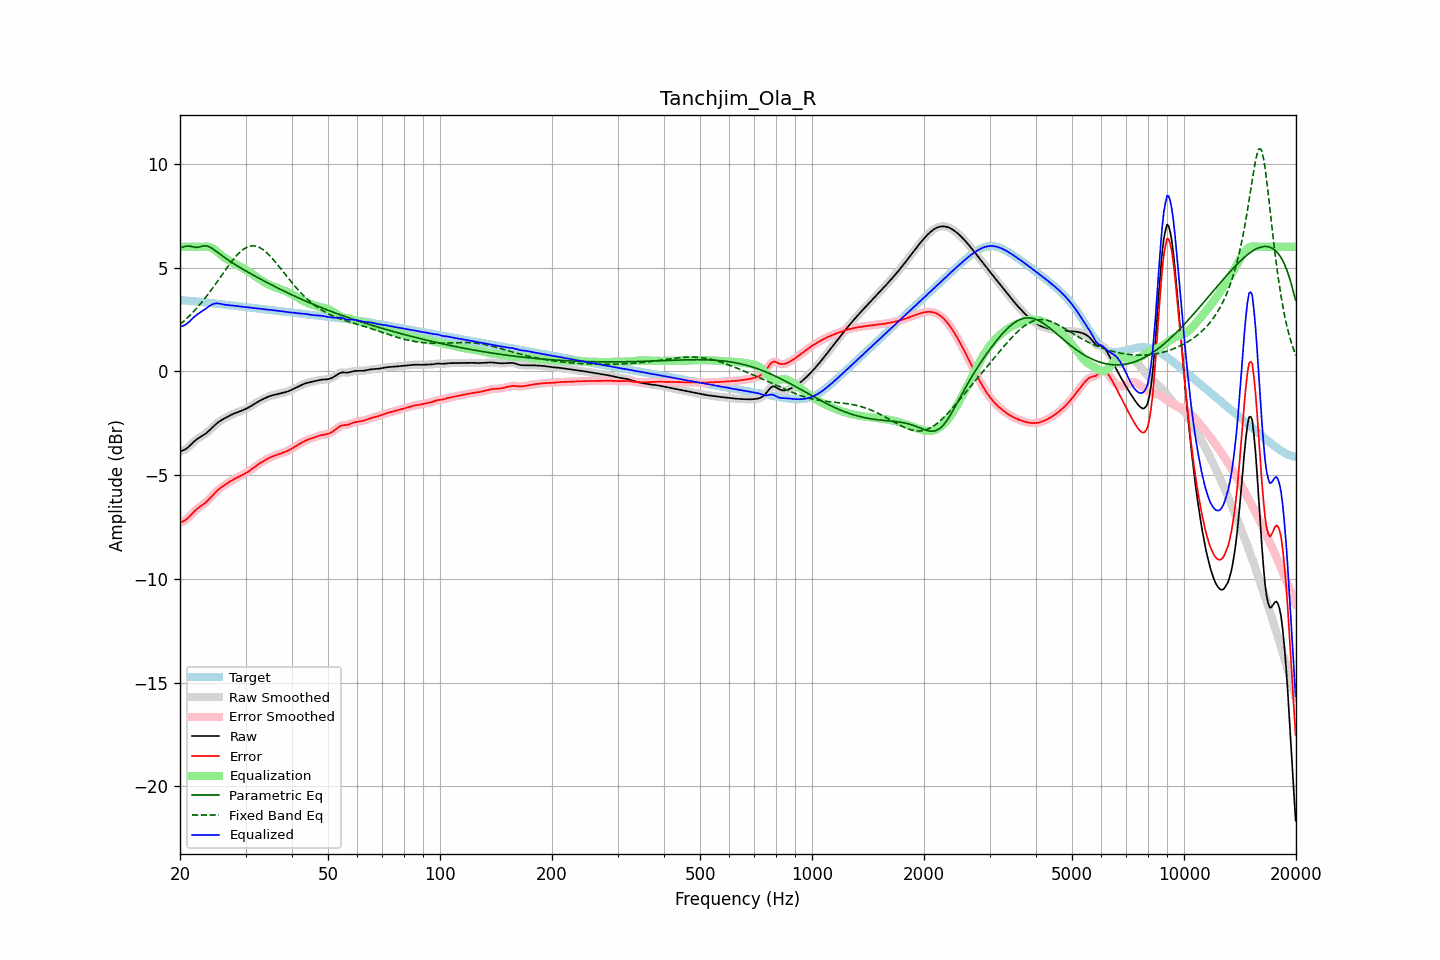 Tanchjim_Ola_R
Amplitude (dBr)
10
5
0
−5
−10
−15
−20
Target
Raw Smoothed
Error Smoothed
Raw
Error
Equalization
Parametric Eq
Fixed Band Eq
Equalized
20 50 100 200 500 1000 2000 5000 10000 20000
Frequency (Hz)